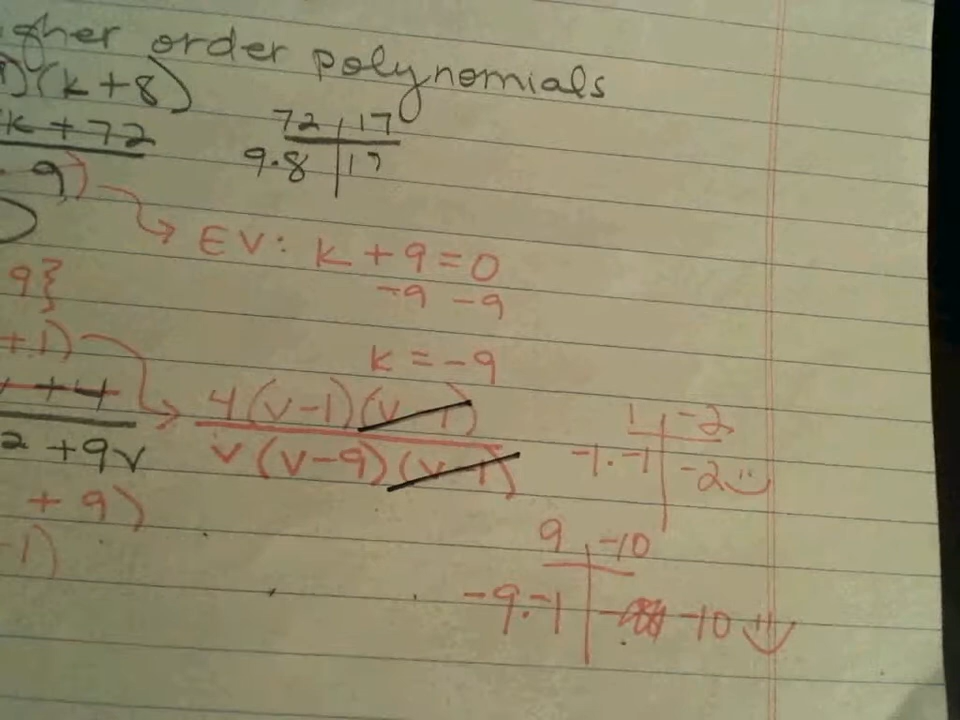 gher order polynomials
)(k+8)
k + 72
72 | 17
9) 
9.8 | 17
EV: k + 9 = 0
9}
-9 -9
+1)
k = -9
+4
4(v-1)(v-1)
1 | -2
2 + 9v
v(v-9)(v-1)
-1.-1 | -2
+ 9)
9 | -10
-1)
-9.-1 | -10